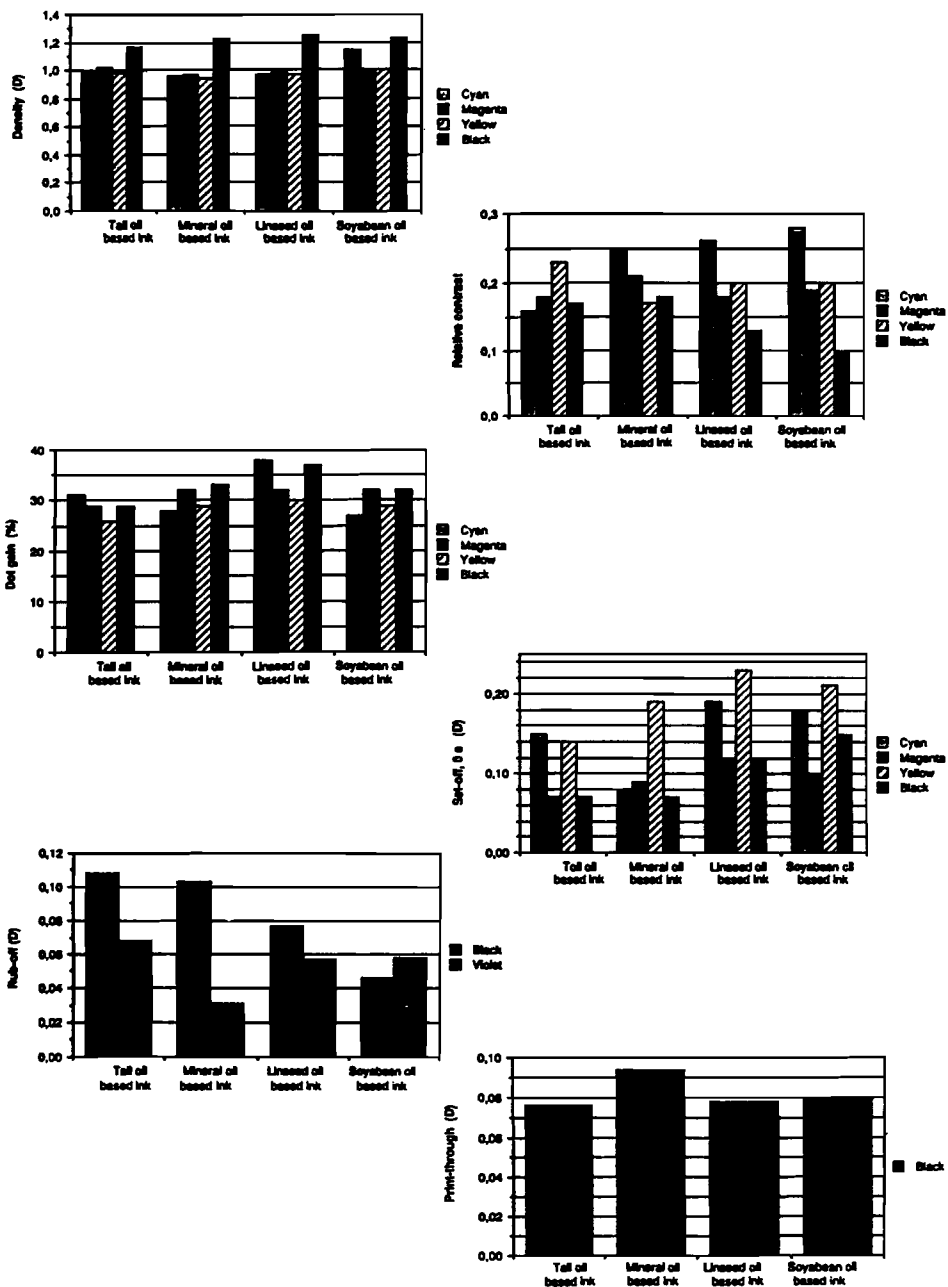 Density (D)
1,4
1,2
1,0
0,8
0,6
0,4
0,2
0,0
Tall oil based ink
Mineral oil based ink
Linseed oil based ink
Soyabean oil based ink
Cyan
Magenta
Yellow
Black
Relative contrast
0,3
0,2
0,1
0,0
Tall oil based ink
Mineral oil based ink
Linseed oil based ink
Soyabean oil based ink
Cyan
Magenta
Yellow
Black
Dot gain (%)
40
30
20
10
0
Tall oil based ink
Mineral oil based ink
Linseed oil based ink
Soyabean oil based ink
Cyan
Magenta
Yellow
Black
Set-off, 0 s (D)
0,20
0,10
0,00
Tall oil based ink
Mineral oil based ink
Linseed oil based ink
Soyabean oil based ink
Cyan
Magenta
Yellow
Black
Rub-off (D)
0,12
0,10
0,08
0,06
0,04
0,02
0,00
Tall oil based ink
Mineral oil based ink
Linseed oil based ink
Soyabean oil based ink
Black
Violet
Print-through (D)
0,10
0,08
0,06
0,04
0,02
0,00
Tall oil based ink
Mineral oil based ink
Linseed oil based ink
Soyabean oil based ink
Black